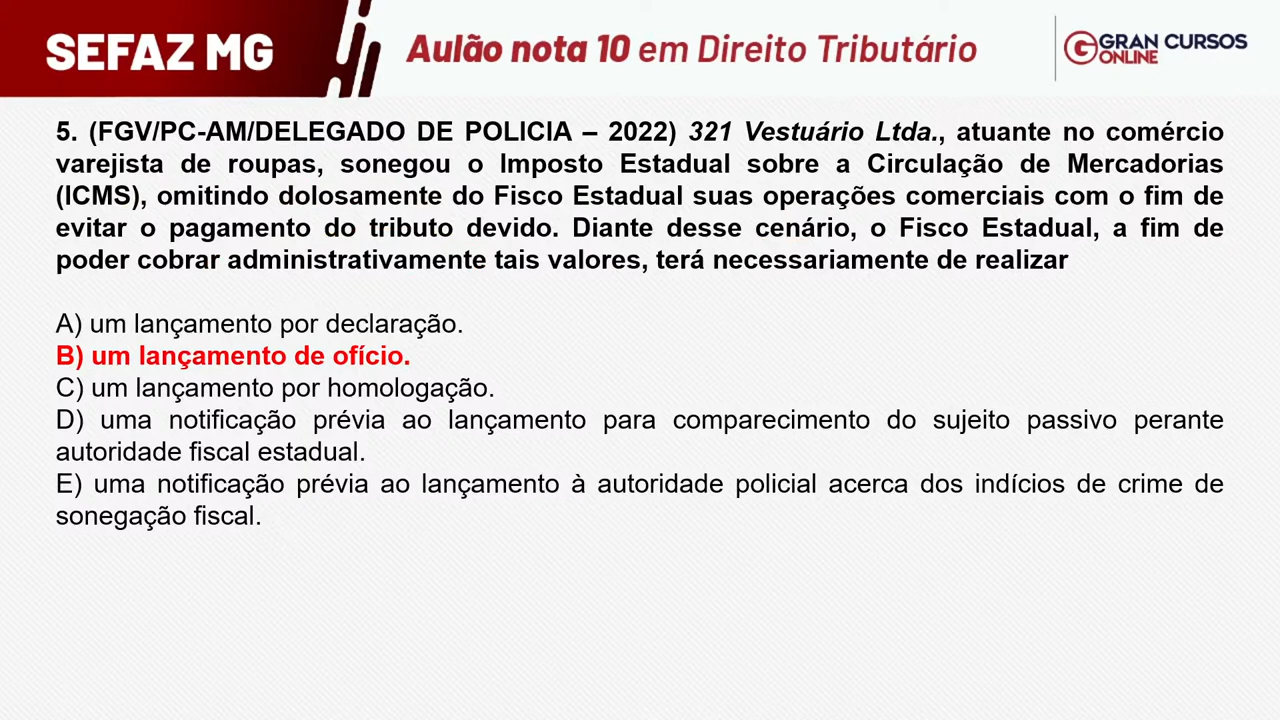 SEFAZ MG
Aulão nota 10 em Direito Tributário
GRAN CURSOS
ONLINE
5. (FGV/PC-AM/DELEGADO DE POLICIA – 2022) 321 Vestuário Ltda., atuante no comércio
varejista de roupas, sonegou o Imposto Estadual sobre a Circulação de Mercadorias
(ICMS), omitindo dolosamente do Fisco Estadual suas operações comerciais com o fim de
evitar o pagamento do tributo devido. Diante desse cenário, o Fisco Estadual, a fim de
poder cobrar administrativamente tais valores, terá necessariamente de realizar
A) um lançamento por declaração.
B) um lançamento de ofício.
C) um lançamento por homologação.
D) uma notificação prévia ao lançamento para comparecimento do sujeito passivo perante
autoridade fiscal estadual.
E) uma notificação prévia ao lançamento à autoridade policial acerca dos indícios de crime de
sonegação fiscal.